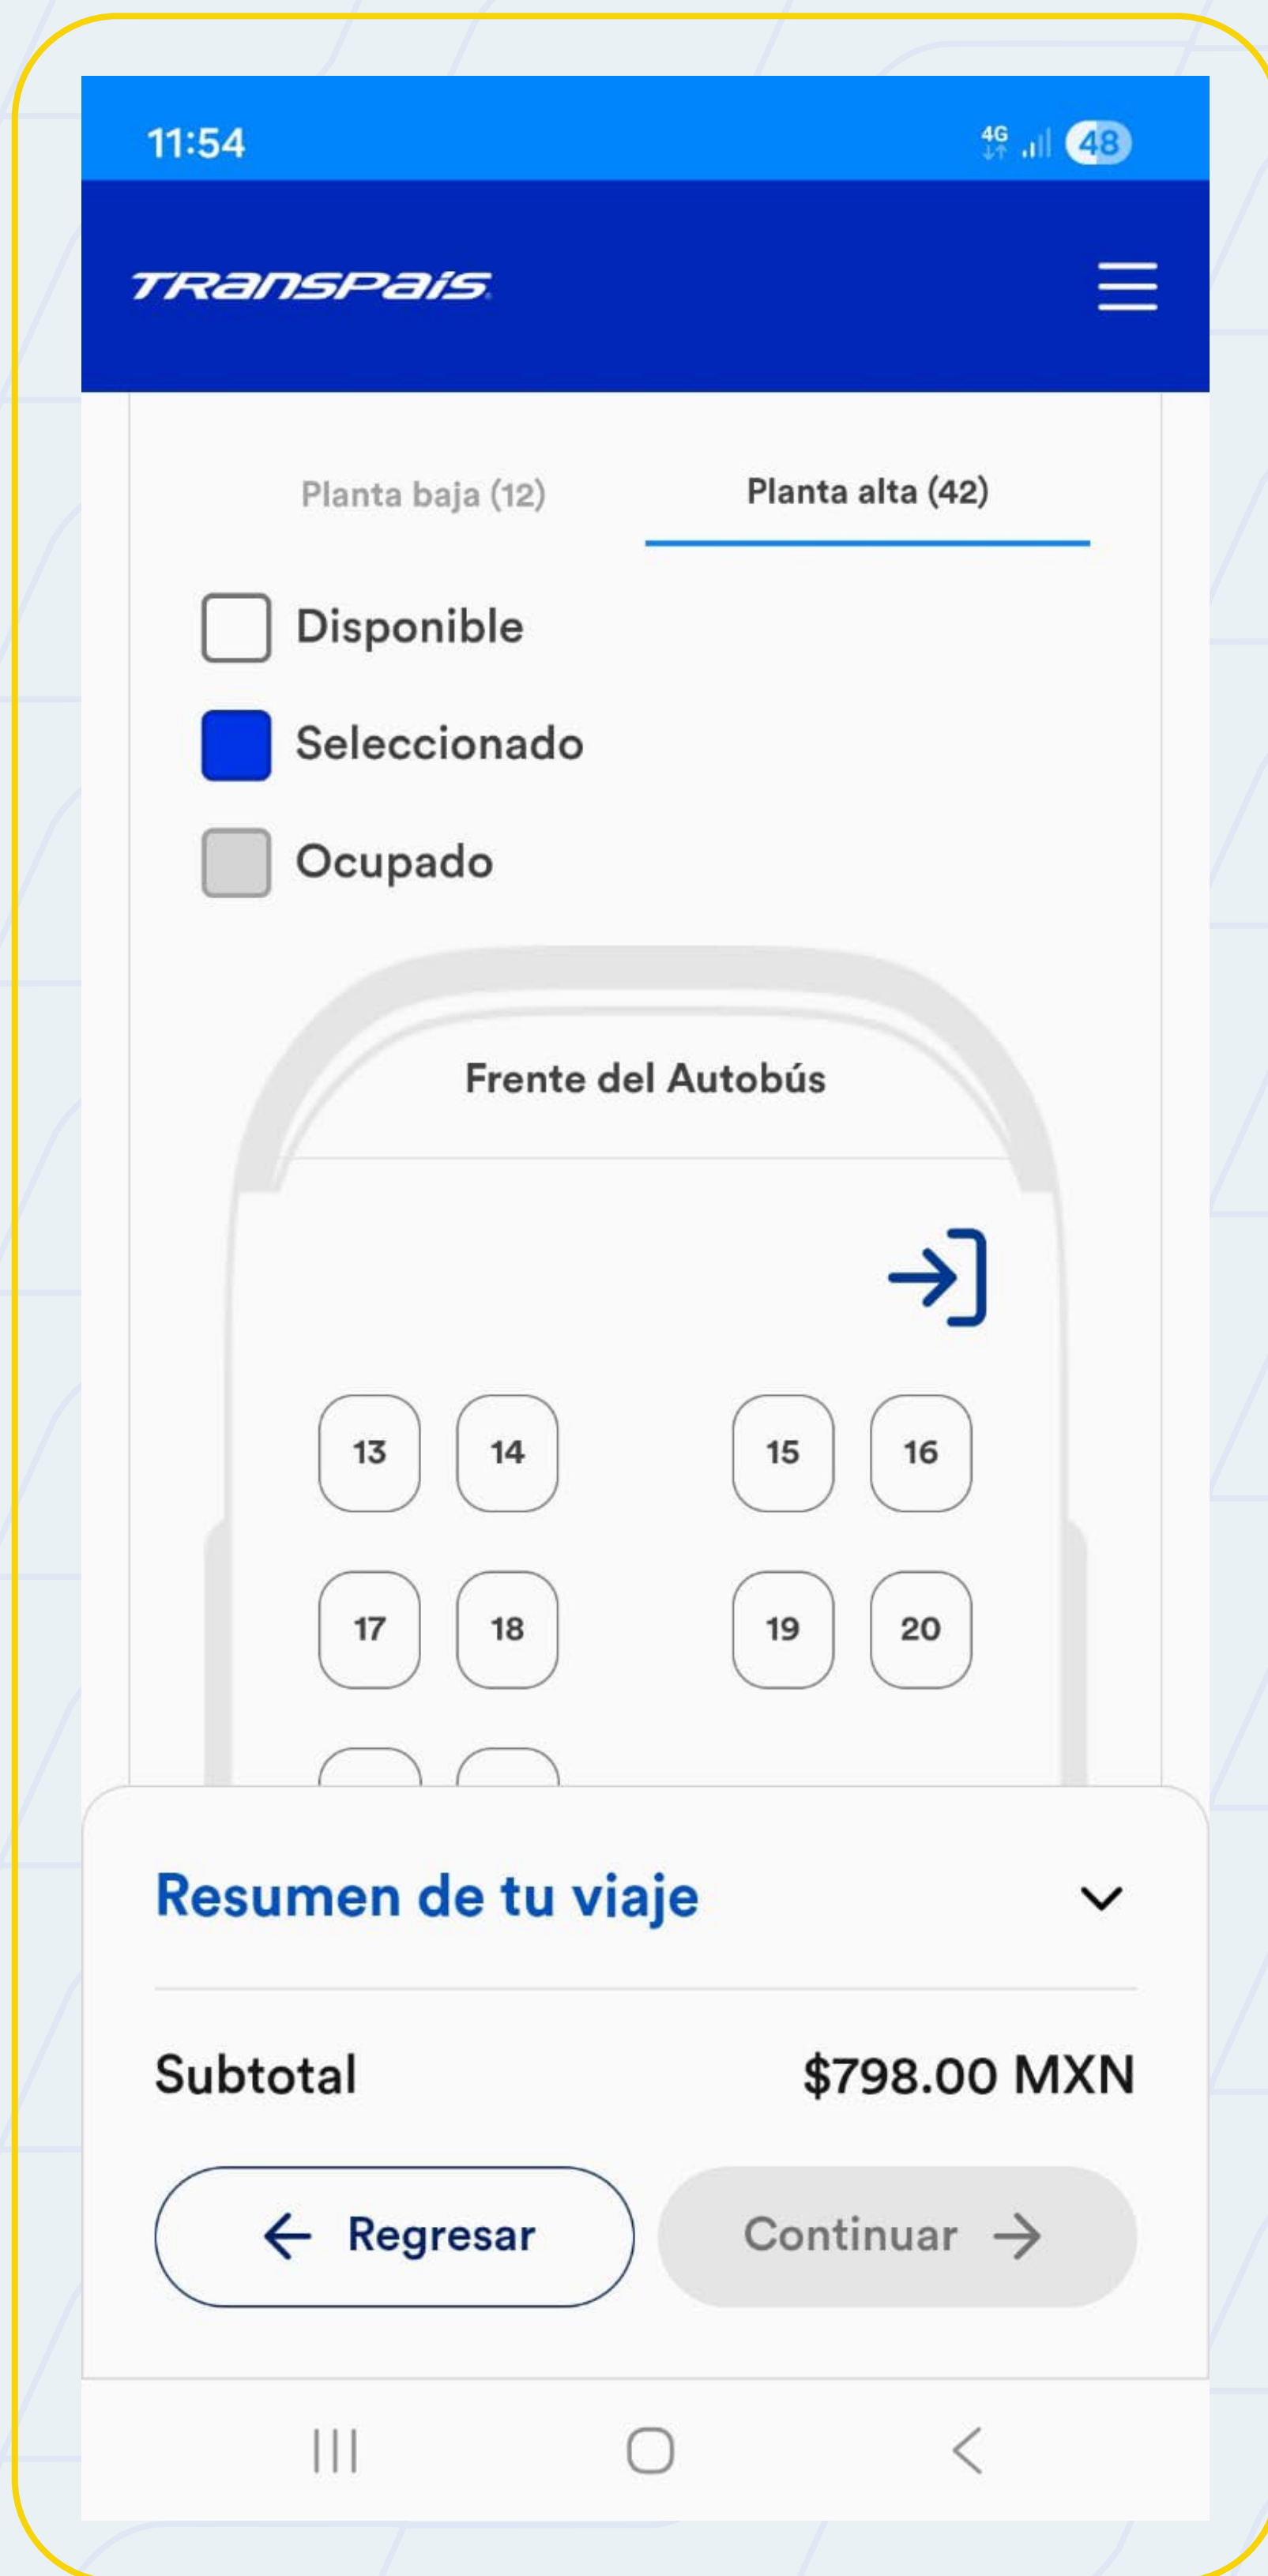 11:54 4G 48
TRANSPAÍS
Planta baja (12) Planta alta (42)
Disponible
Seleccionado
Ocupado
Frente del Autobús
13 14 15 16
17 18 19 20
Resumen de tu viaje
Subtotal $798.00 MXN
Regresar Continuar